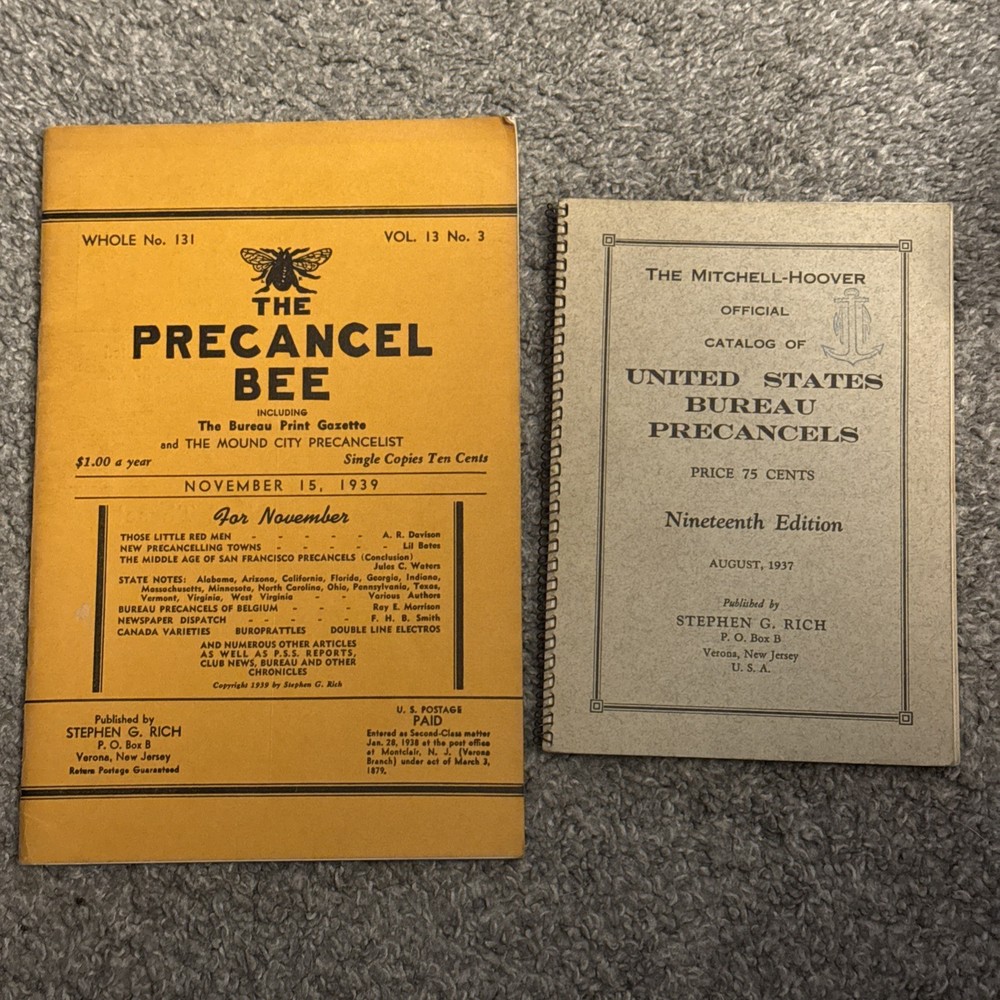 WHOLE No. 131
VOL. 13 No. 3
THE
PRECANCEL
BEE
INCLUDING
The Bureau Print Gazette
and THE MOUND CITY PRECANCELIST
$1.00 a year
Single Copies Ten Cents
NOVEMBER 15, 1939
For November
THOSE LITTLE RED MEN - - - - - A. R. Davison
NEW PRECANCELLING TOWNS - - - - - Lil Bates
THE MIDDLE AGE OF SAN FRANCISCO PRECANCELS (Conclusion)
Jules C. Waters
STATE NOTES: Alabama, Arizona, California, Florida, Georgia, Indiana,
Massachusetts, Minnesota, North Carolina, Ohio, Pennsylvania, Texas,
Vermont, Virginia, West Virginia - - Various Authors
BUREAU PRECANCELS OF BELGIUM - - - Ray E. Morrison
NEWSPAPER DISPATCH - - - - - F. H. B. Smith
CANADA VARIETIES BUROPRATTLES DOUBLE LINE ELECTROS
AND NUMEROUS OTHER ARTICLES
AS WELL AS P.S.S. REPORTS,
CLUB NEWS, BUREAU AND OTHER
CHRONICLES
Copyright 1939 by Stephen G. Rich
Published by
STEPHEN G. RICH
P. O. Box B
Verona, New Jersey
Return Postage Guaranteed
U. S. POSTAGE
PAID
Entered as Second-Class matter
Jan. 28, 1938 at the post office
at Montclair, N. J. (Verona
Branch) under act of March 3,
1879.
THE MITCHELL-HOOVER
OFFICIAL
CATALOG OF
UNITED STATES
BUREAU
PRECANCELS
PRICE 75 CENTS
Nineteenth Edition
AUGUST, 1937
Published by
STEPHEN G. RICH
P. O. Box B
Verona, New Jersey
U. S. A.